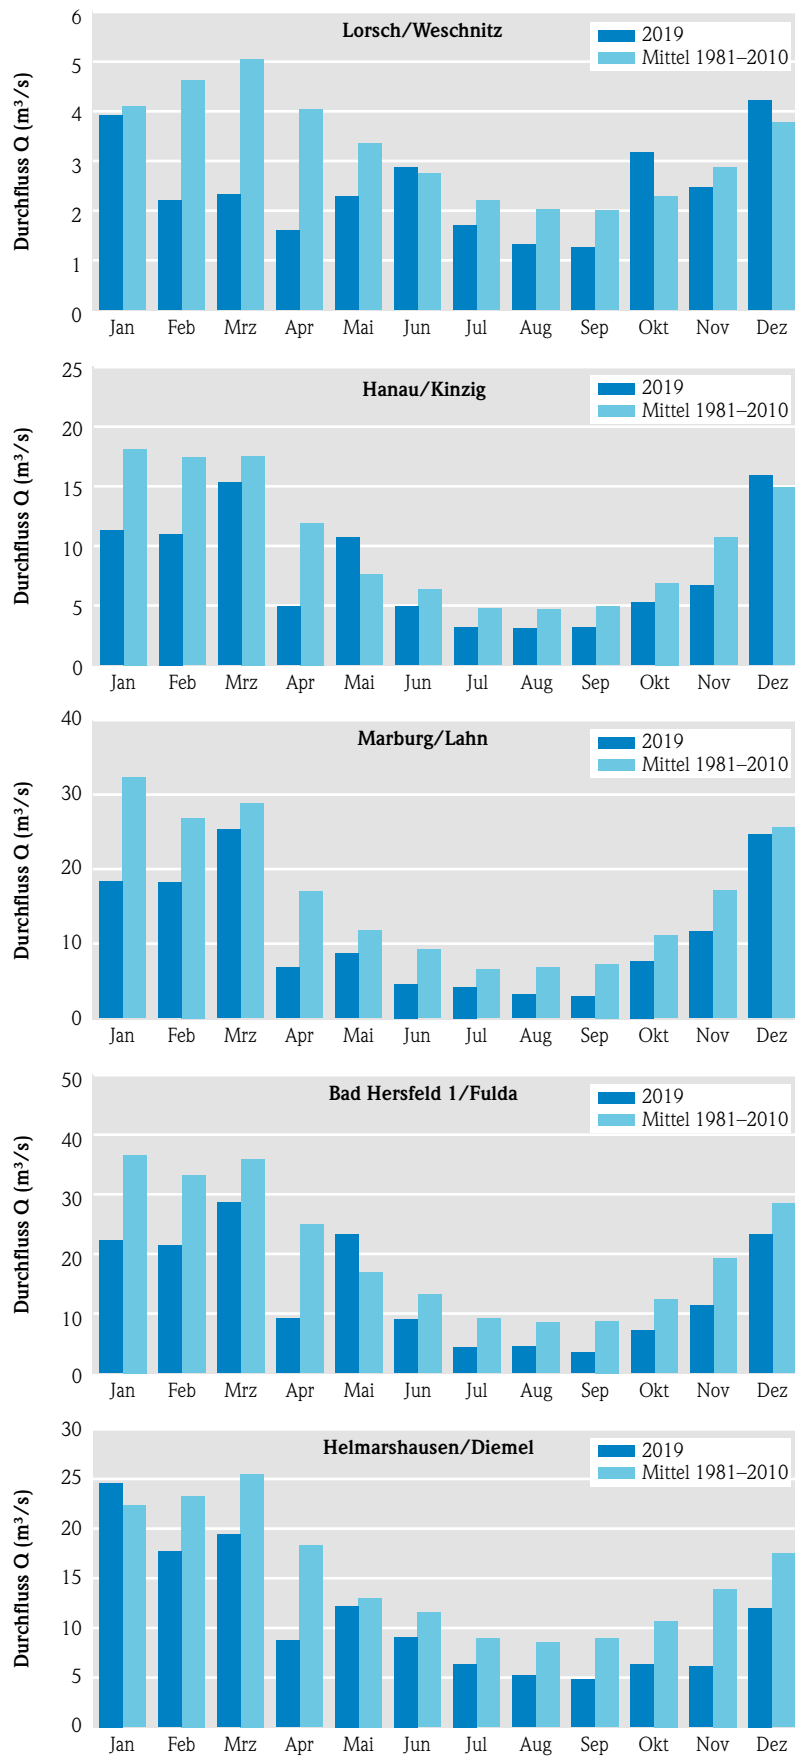 Lorsch/Weschnitz
2019
Mittel 1981–2010
Durchfluss Q (m³/s)
6
5
4
3
2
1
0
Jan Feb Mrz Apr Mai Jun Jul Aug Sep Okt Nov Dez
Hanau/Kinzig
2019
Mittel 1981–2010
Durchfluss Q (m³/s)
25
20
15
10
5
0
Jan Feb Mrz Apr Mai Jun Jul Aug Sep Okt Nov Dez
Marburg/Lahn
2019
Mittel 1981–2010
Durchfluss Q (m³/s)
40
30
20
10
0
Jan Feb Mrz Apr Mai Jun Jul Aug Sep Okt Nov Dez
Bad Hersfeld 1/Fulda
2019
Mittel 1981–2010
Durchfluss Q (m³/s)
50
40
30
20
10
0
Jan Feb Mrz Apr Mai Jun Jul Aug Sep Okt Nov Dez
Helmarshausen/Diemel
2019
Mittel 1981–2010
Durchfluss Q (m³/s)
30
25
20
15
10
5
0
Jan Feb Mrz Apr Mai Jun Jul Aug Sep Okt Nov Dez